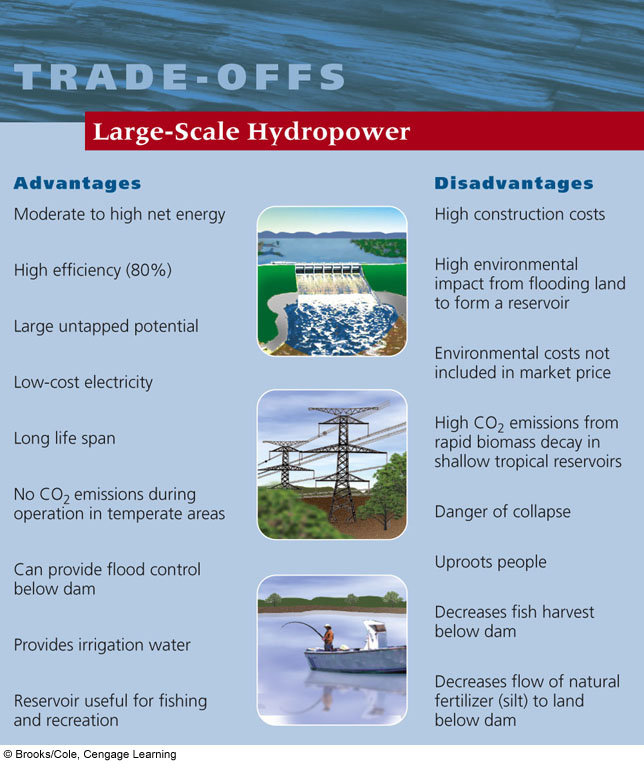 TRADE-OFFS
Large-Scale Hydropower
Advantages
Moderate to high net energy
High efficiency (80%)
Large untapped potential
Low-cost electricity
Long life span
No CO2 emissions during
operation in temperate areas
Can provide flood control
below dam
Provides irrigation water
Reservoir useful for fishing
and recreation
Disadvantages
High construction costs
High environmental
impact from flooding land
to form a reservoir
Environmental costs not
included in market price
High CO2 emissions from
rapid biomass decay in
shallow tropical reservoirs
Danger of collapse
Uproots people
Decreases fish harvest
below dam
Decreases flow of natural
fertilizer (silt) to land
below dam
© Brooks/Cole, Cengage Learning